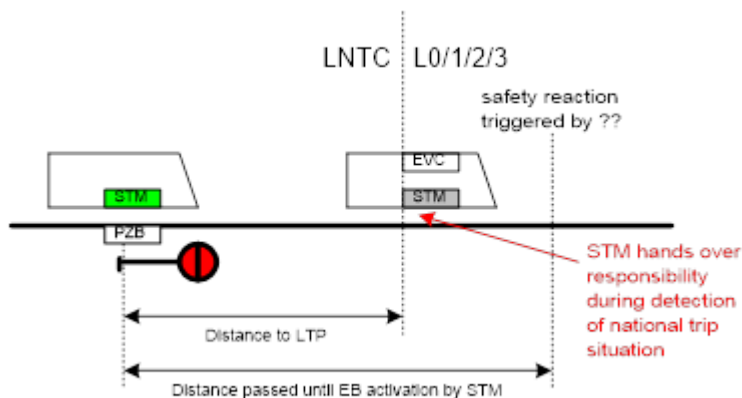 LNTC L0/1/2/3
safety reaction
triggered by ??
EVC
STM
STM
PZB
STM hands over
responsibility
during detection
of national trip
situation
Distance to LTP
Distance passed until EB activation by STM